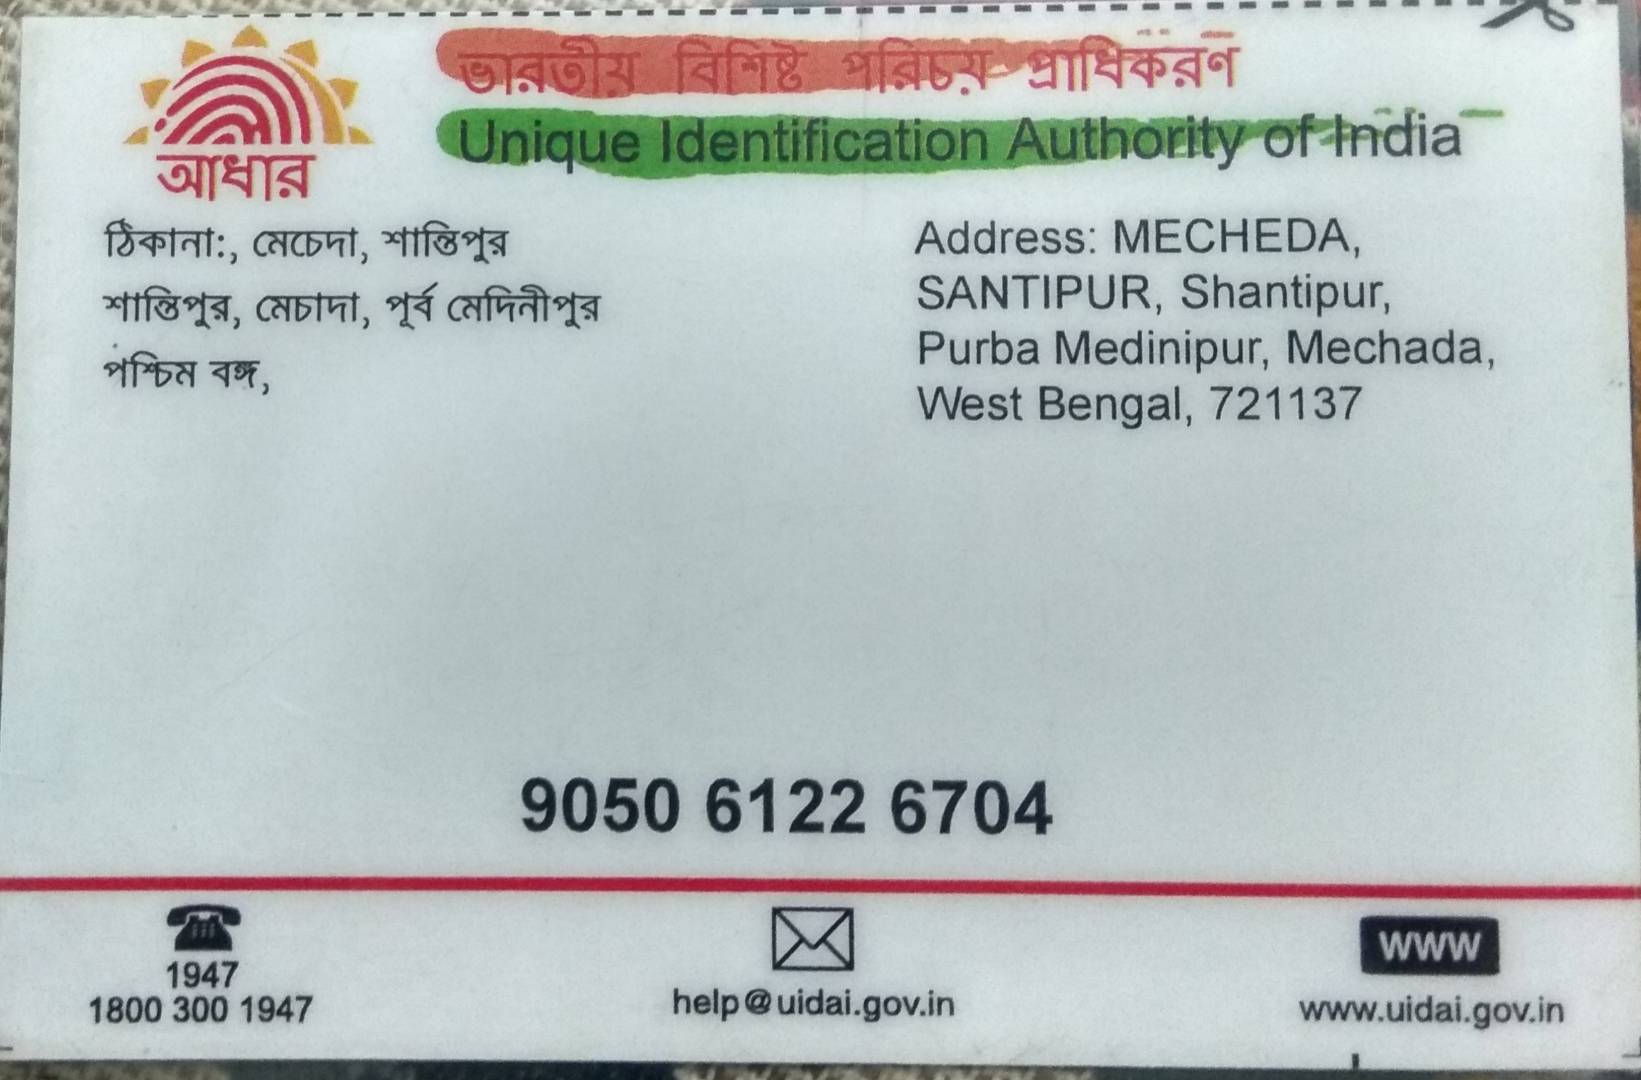 ভারতীয় বিশিষ্ট পরিচয় প্রাধিকরণ
Unique Identification Authority of India
আধার
ঠিকানা:, মেচেদা, শান্তিপুর
শান্তিপুর, মেচাদা, পূর্ব মেদিনীপুর
পশ্চিম বঙ্গ,
Address: MECHEDA,
SANTIPUR, Shantipur,
Purba Medinipur, Mechada,
West Bengal, 721137
9050 6122 6704
1947
1800 300 1947
help@uidai.gov.in
www
www.uidai.gov.in